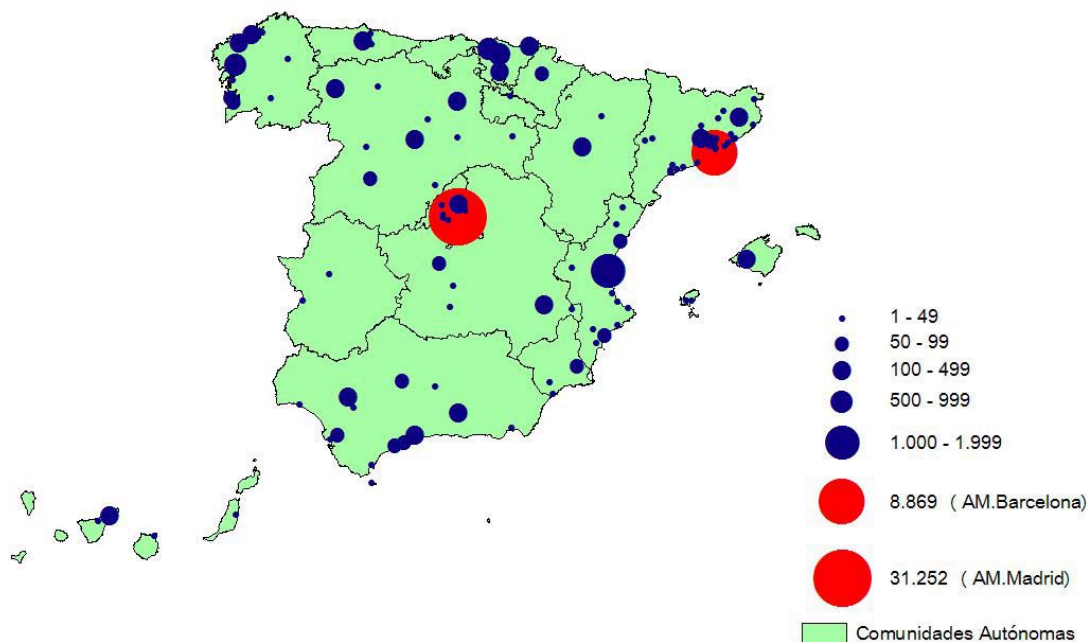 1 - 49
50 - 99
100 - 499
500 - 999
1.000 - 1.999
8.869 ( AM.Barcelona)
31.252 ( AM.Madrid)
Comunidades Autónomas